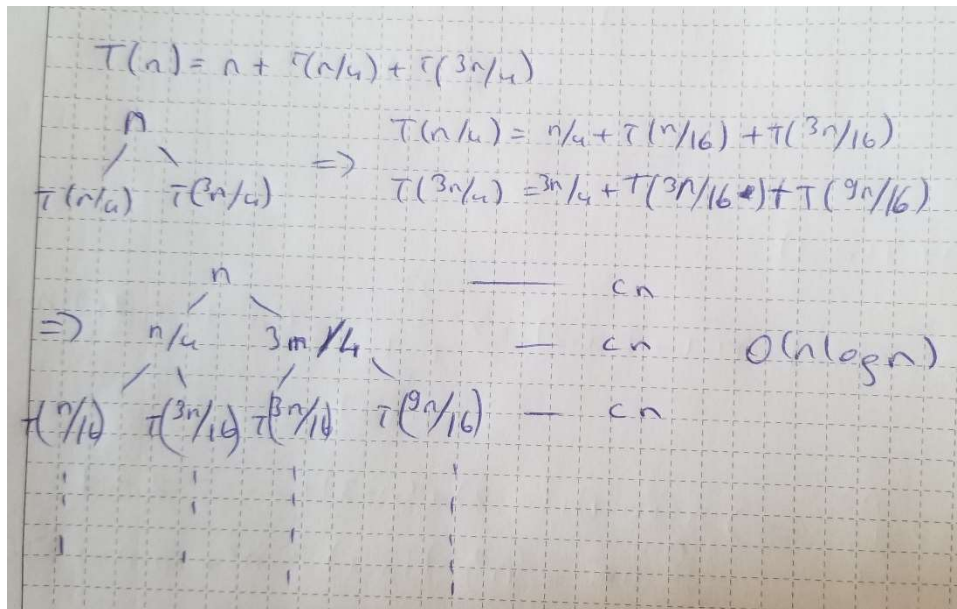 T(n) = n + T(n/4) + T(3n/4)
n
T(n/4) T(3n/4)
=> T(n/4) = n/4 + T(n/16) + T(3n/16)
T(3n/4) = 3n/4 + T(3n/16) + T(9n/16)
n — cn
=> n/4 3n/4 — cn O(nlogn)
T(n/16) T(3n/16) T(3n/16) T(9n/16) — cn